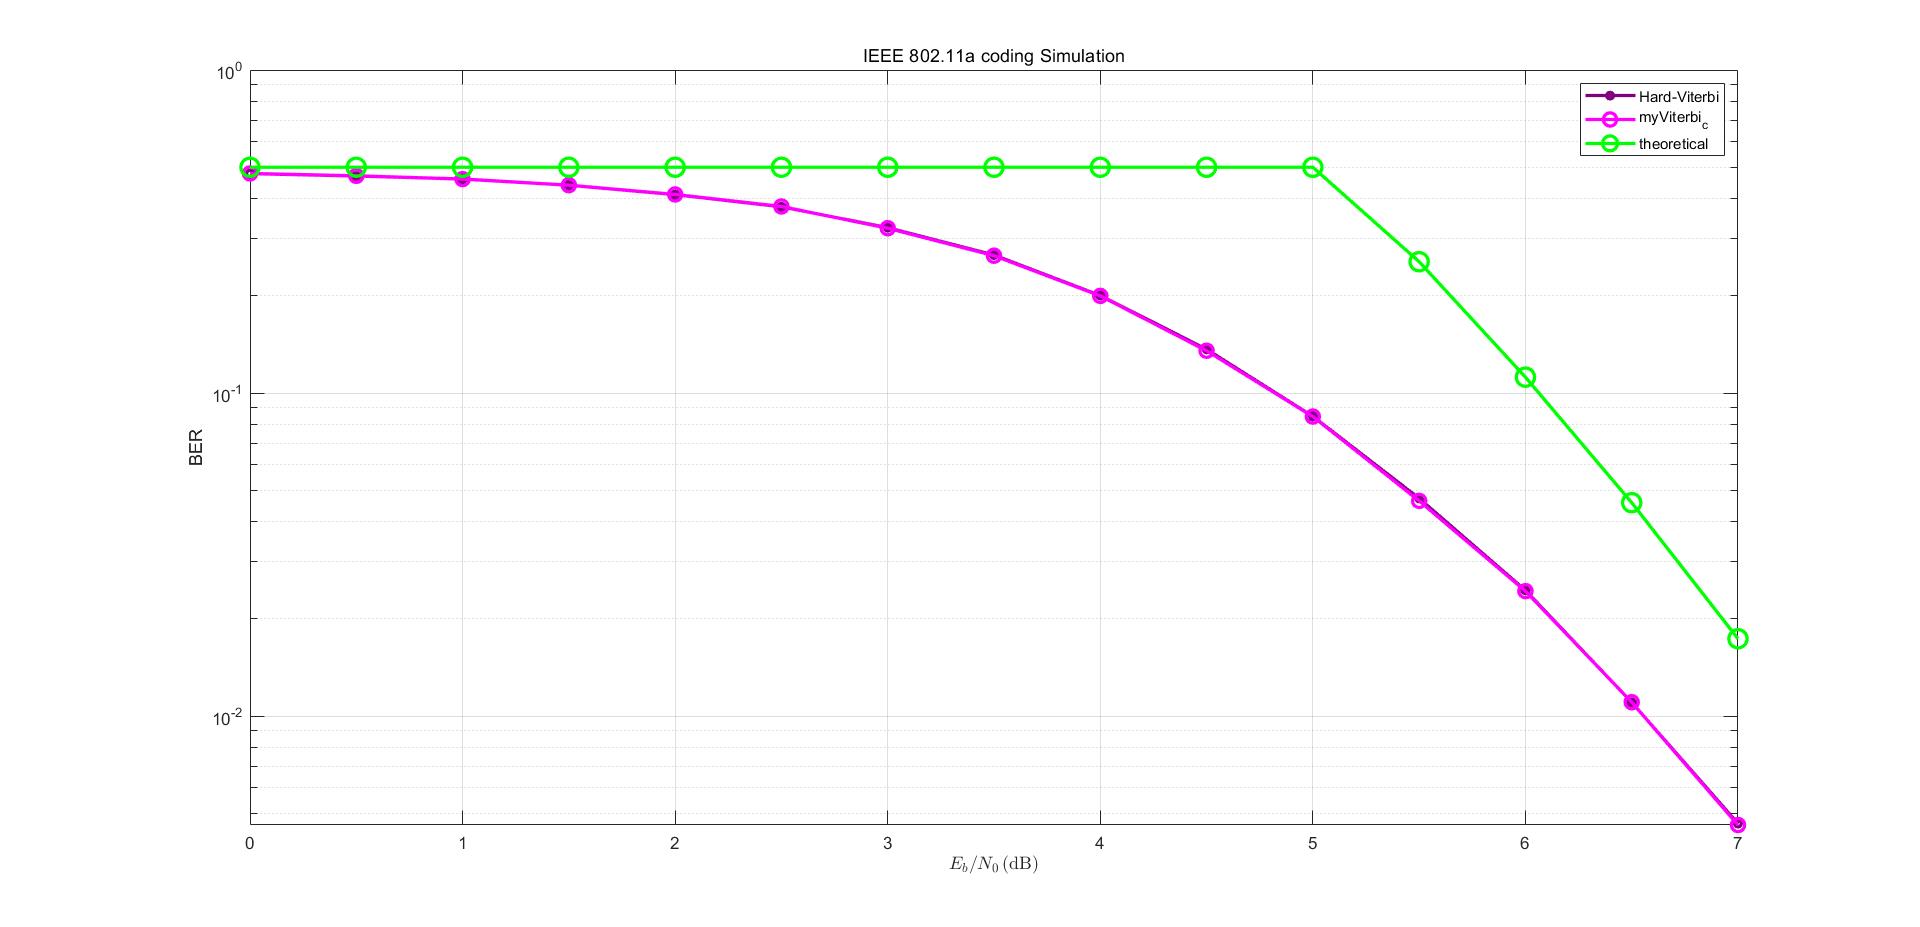 IEEE 802.11a coding Simulation
10^0
10^-1
10^-2
BER
Hard-Viterbi
myViterbi_c
theoretical
0 1 2 3 4 5 6 7
E_b/N_0 (dB)